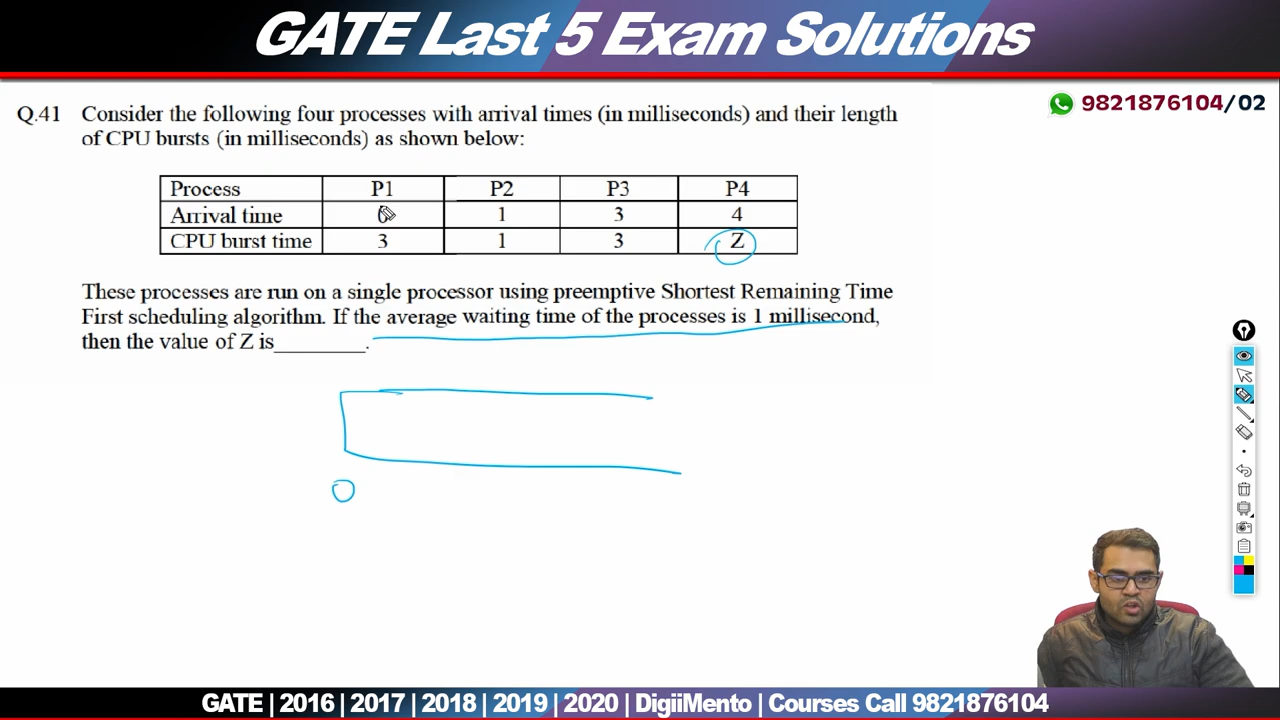 GATE Last 5 Exam Solutions
9821876104/02
Q.41 Consider the following four processes with arrival times (in milliseconds) and their length
of CPU bursts (in milliseconds) as shown below:
Process P1 P2 P3 P4
Arrival time 0 1 3 4
CPU burst time 3 1 3 Z
These processes are run on a single processor using preemptive Shortest Remaining Time
First scheduling algorithm. If the average waiting time of the processes is 1 millisecond,
then the value of Z is________.
0
GATE | 2016 | 2017 | 2018 | 2019 | 2020 | DigiiMento | Courses Call 9821876104